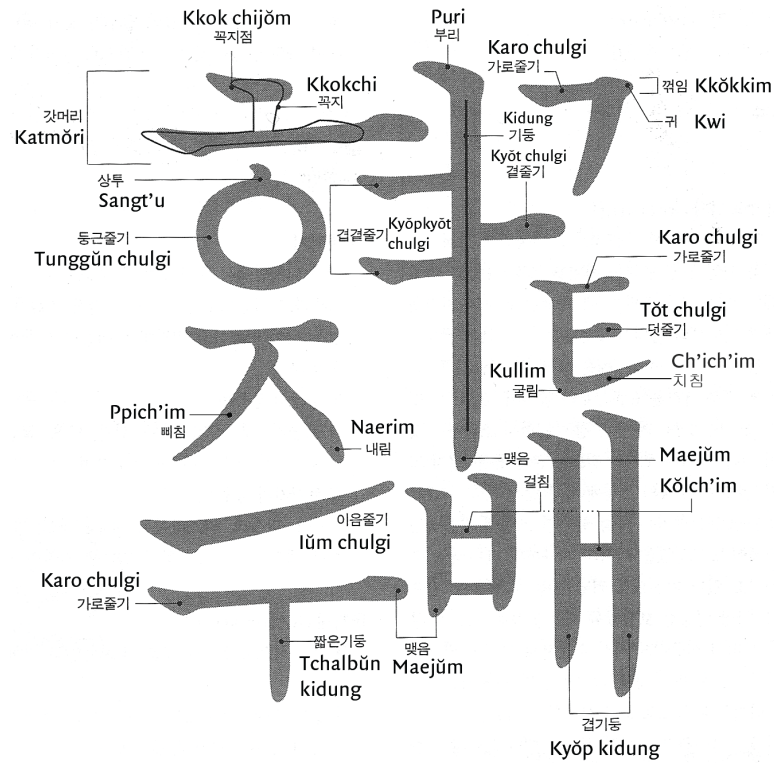 Kkok chijŏm
꼭지점
Puri
부리
Karo chulgi
가로줄기
Kkokchi
꼭지
꺾임 Kkŏkkim
갓머리
Katmŏri
Kidung
기둥
귀 Kwi
Kyŏt chulgi
곁줄기
상투
Sangt’u
겹곁줄기 Kyŏpkyŏt
chulgi
둥근줄기
Tunggŭn chulgi
Karo chulgi
가로줄기
Tŏt chulgi
덧줄기
Kullim
굴림
Ch’ich’im
치침
Ppich’im
삐침
Naerim
내림
맺음 Maejŭm
걸침 Kŏlch’im
이음줄기
Iŭm chulgi
Karo chulgi
가로줄기
짧은기둥
Tchalbŭn
kidung
맺음
Maejŭm
겹기둥
Kyŏp kidung